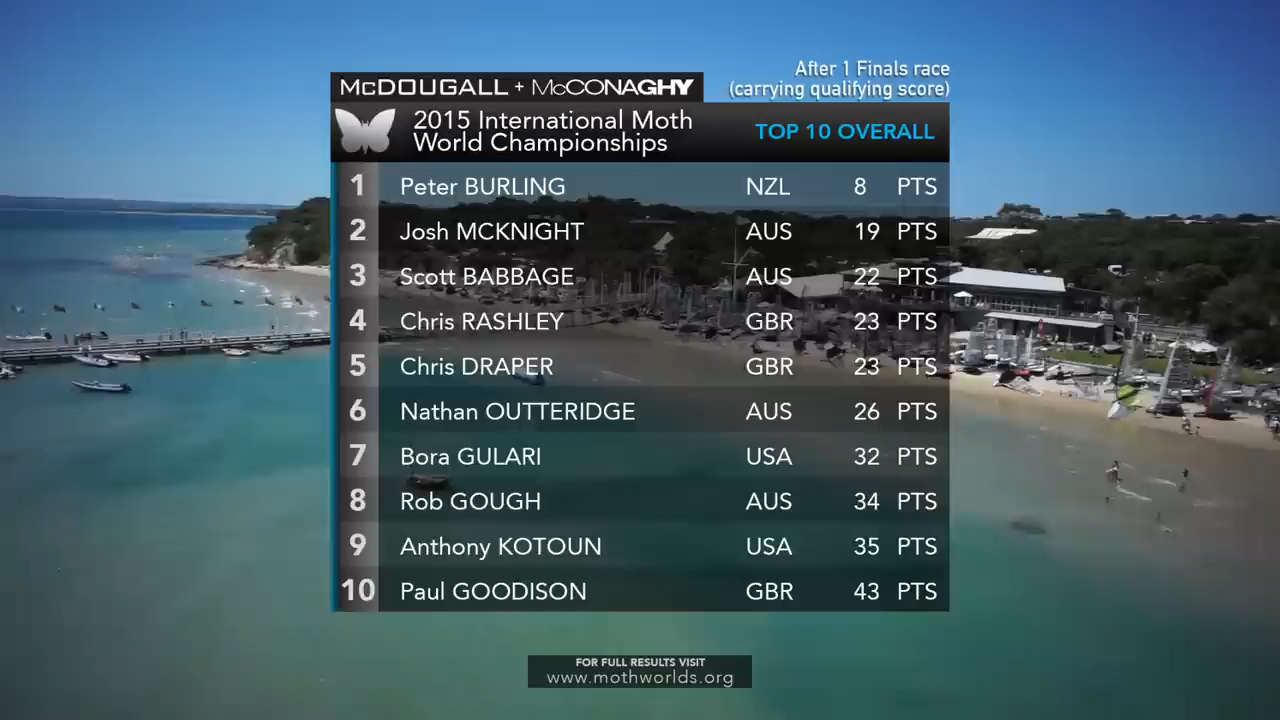 McDOUGALL + McCONAGHY
After 1 Finals race
(carrying qualifying score)
2015 International Moth
World Championships
TOP 10 OVERALL
1 Peter BURLING NZL 8 PTS
2 Josh MCKNIGHT AUS 19 PTS
3 Scott BABBAGE AUS 22 PTS
4 Chris RASHLEY GBR 23 PTS
5 Chris DRAPER GBR 23 PTS
6 Nathan OUTTERIDGE AUS 26 PTS
7 Bora GULARI USA 32 PTS
8 Rob GOUGH AUS 34 PTS
9 Anthony KOTOUN USA 35 PTS
10 Paul GOODISON GBR 43 PTS
FOR FULL RESULTS VISIT
www.mothworlds.org